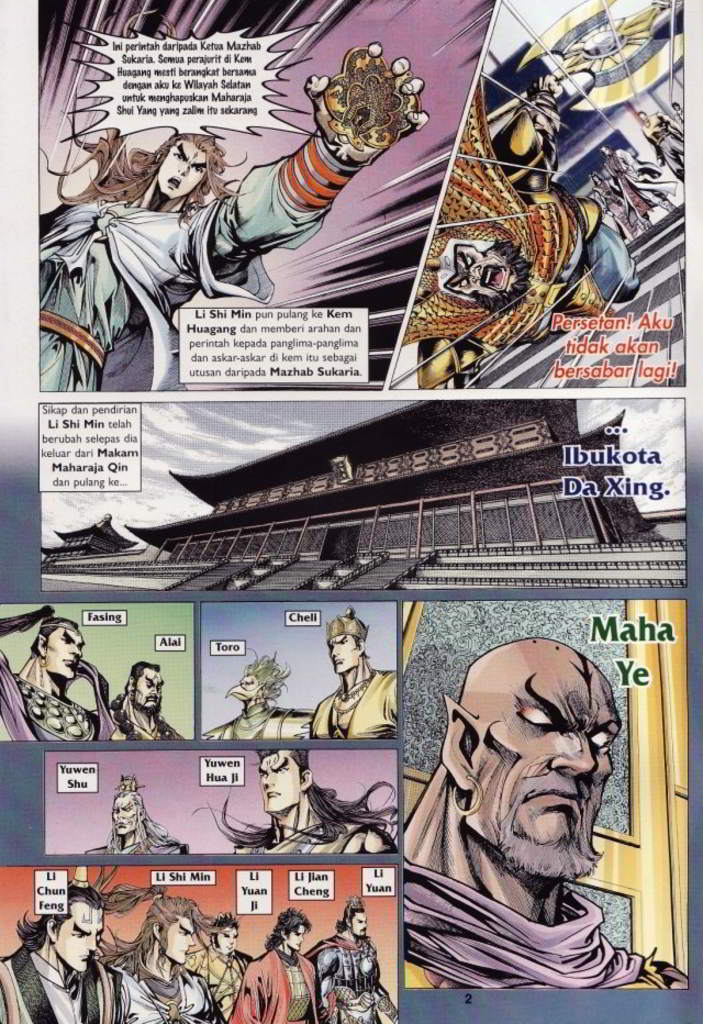 Ini perintah daripada Ketua Mazhab
Sukaria. Semua perajurit di Kem
Huagang mesti berangkat bersama
dengan aku ke Wilayah Selatan
untuk menghapuskan Maharaja
Shui Yang yang zalim itu sekarang
Li Shi Min pun pulang ke Kem
Huagang dan memberi arahan dan
perintah kepada panglima-panglima
dan askar-askar di kem itu sebagai
utusan daripada Mazhab Sukaria.
Persetan! Aku
tidak akan
bersabar lagi!
Sikap dan pendirian
Li Shi Min telah
berubah selepas dia
keluar dari Makam
Maharaja Qin
dan pulang ke...
...
Ibukota
Da Xing.
Fasing
Alai
Toro
Cheli
Maha
Ye
Yuwen
Shu
Yuwen
Hua Ji
Li
Chun
Feng
Li Shi Min
Li
Yuan
Ji
Li Jian
Cheng
Li
Yuan
2